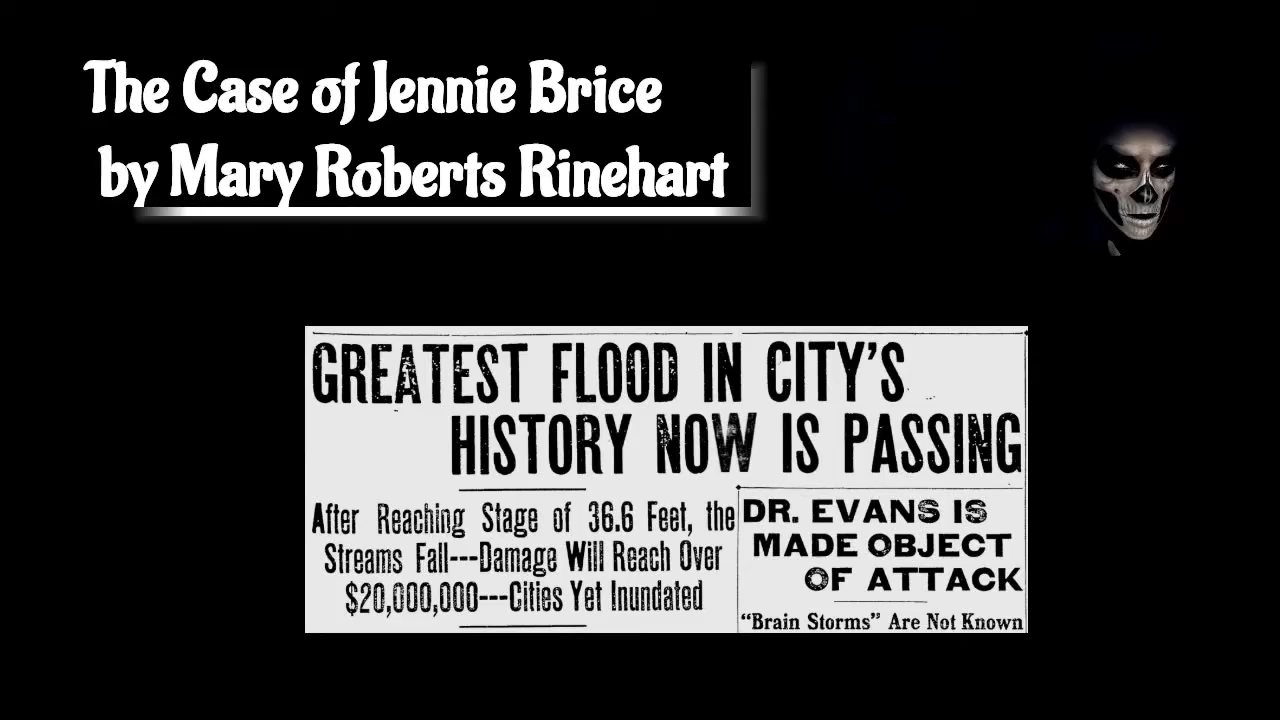 The Case of Jennie Brice
by Mary Roberts Rinehart
GREATEST FLOOD IN CITY'S
HISTORY NOW IS PASSING
After Reaching Stage of 36.6 Feet, the
Streams Fall---Damage Will Reach Over
$20,000,000---Cities Yet Inundated
DR. EVANS IS
MADE OBJECT
OF ATTACK
“Brain Storms” Are Not Known